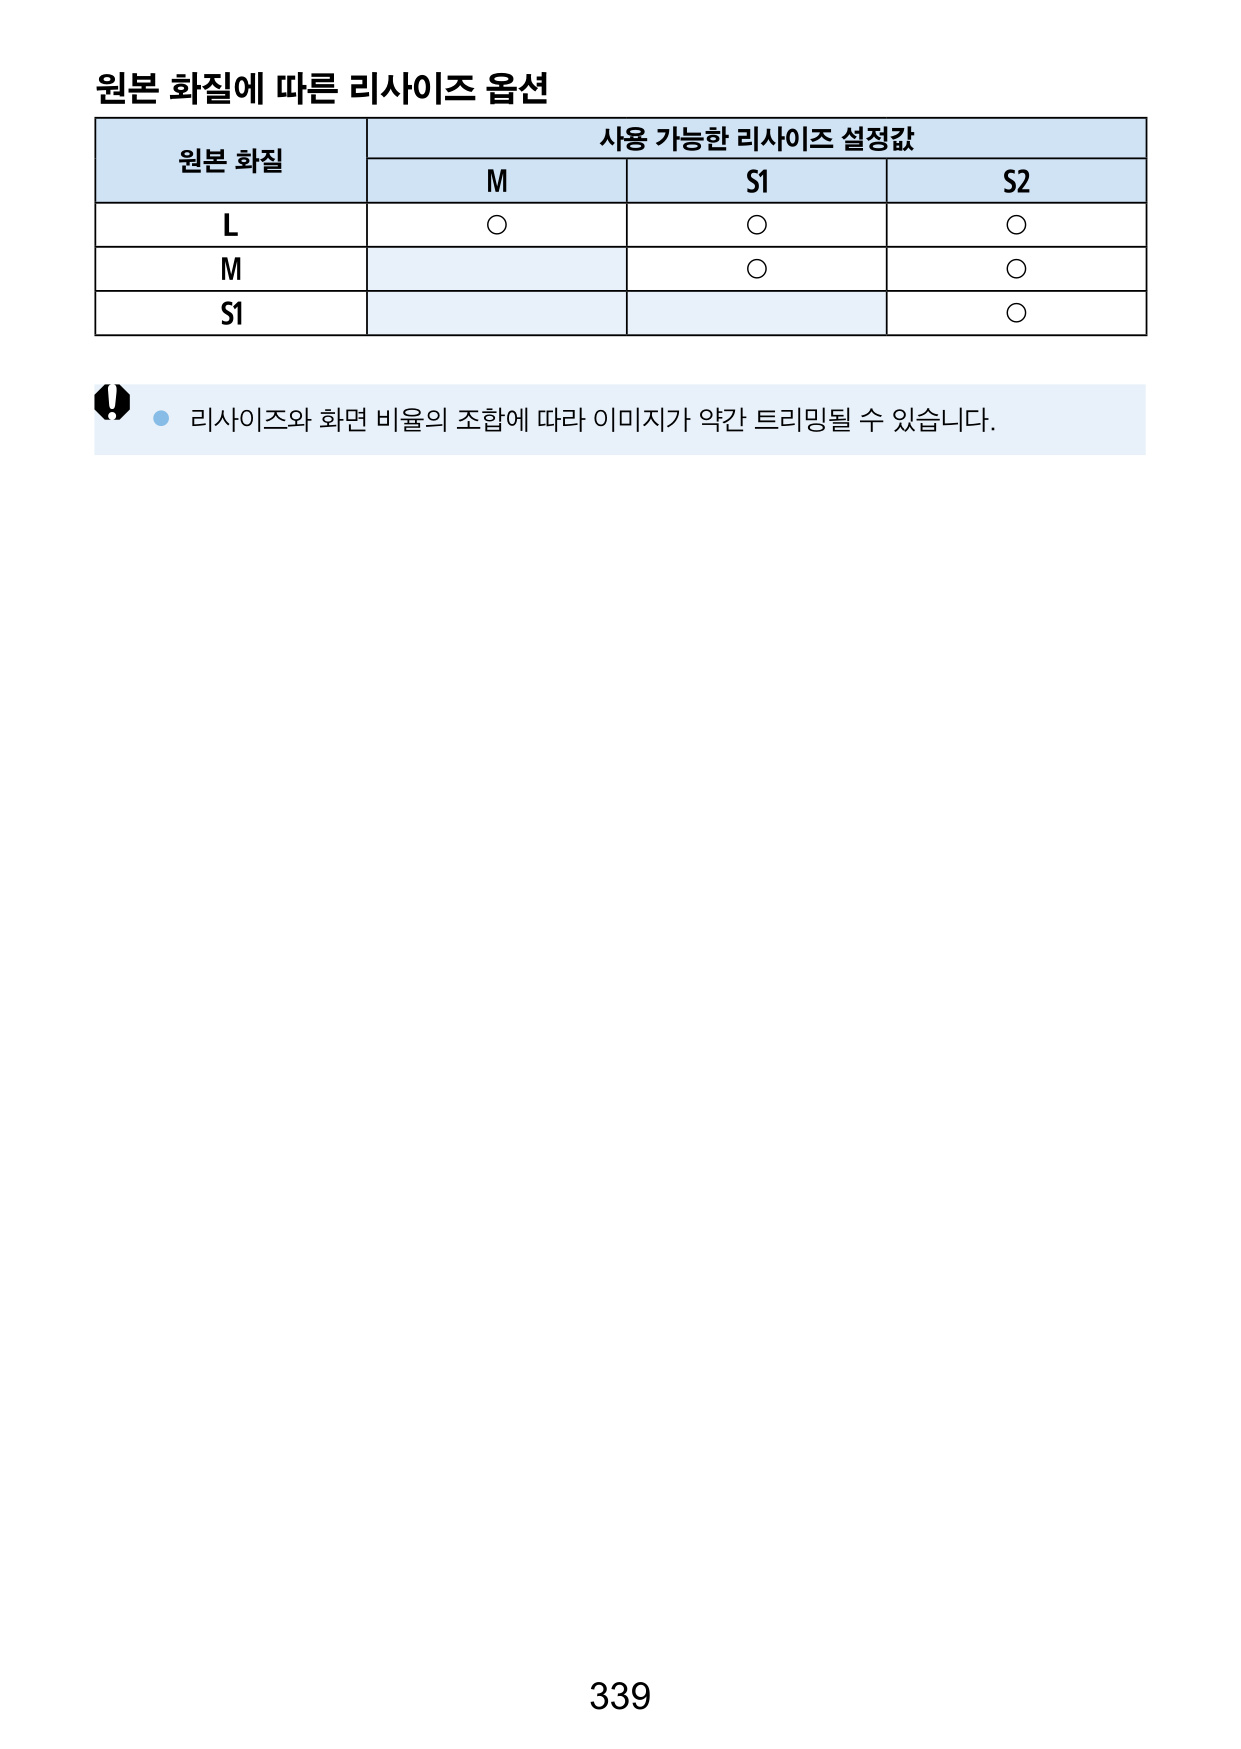 원본 화질에 따른 리사이즈 옵션
원본 화질
사용 가능한 리사이즈 설정값
M S1 S2
L ○ ○ ○
M ○ ○
S1 ○
● 리사이즈와 화면 비율의 조합에 따라 이미지가 약간 트리밍될 수 있습니다.
339